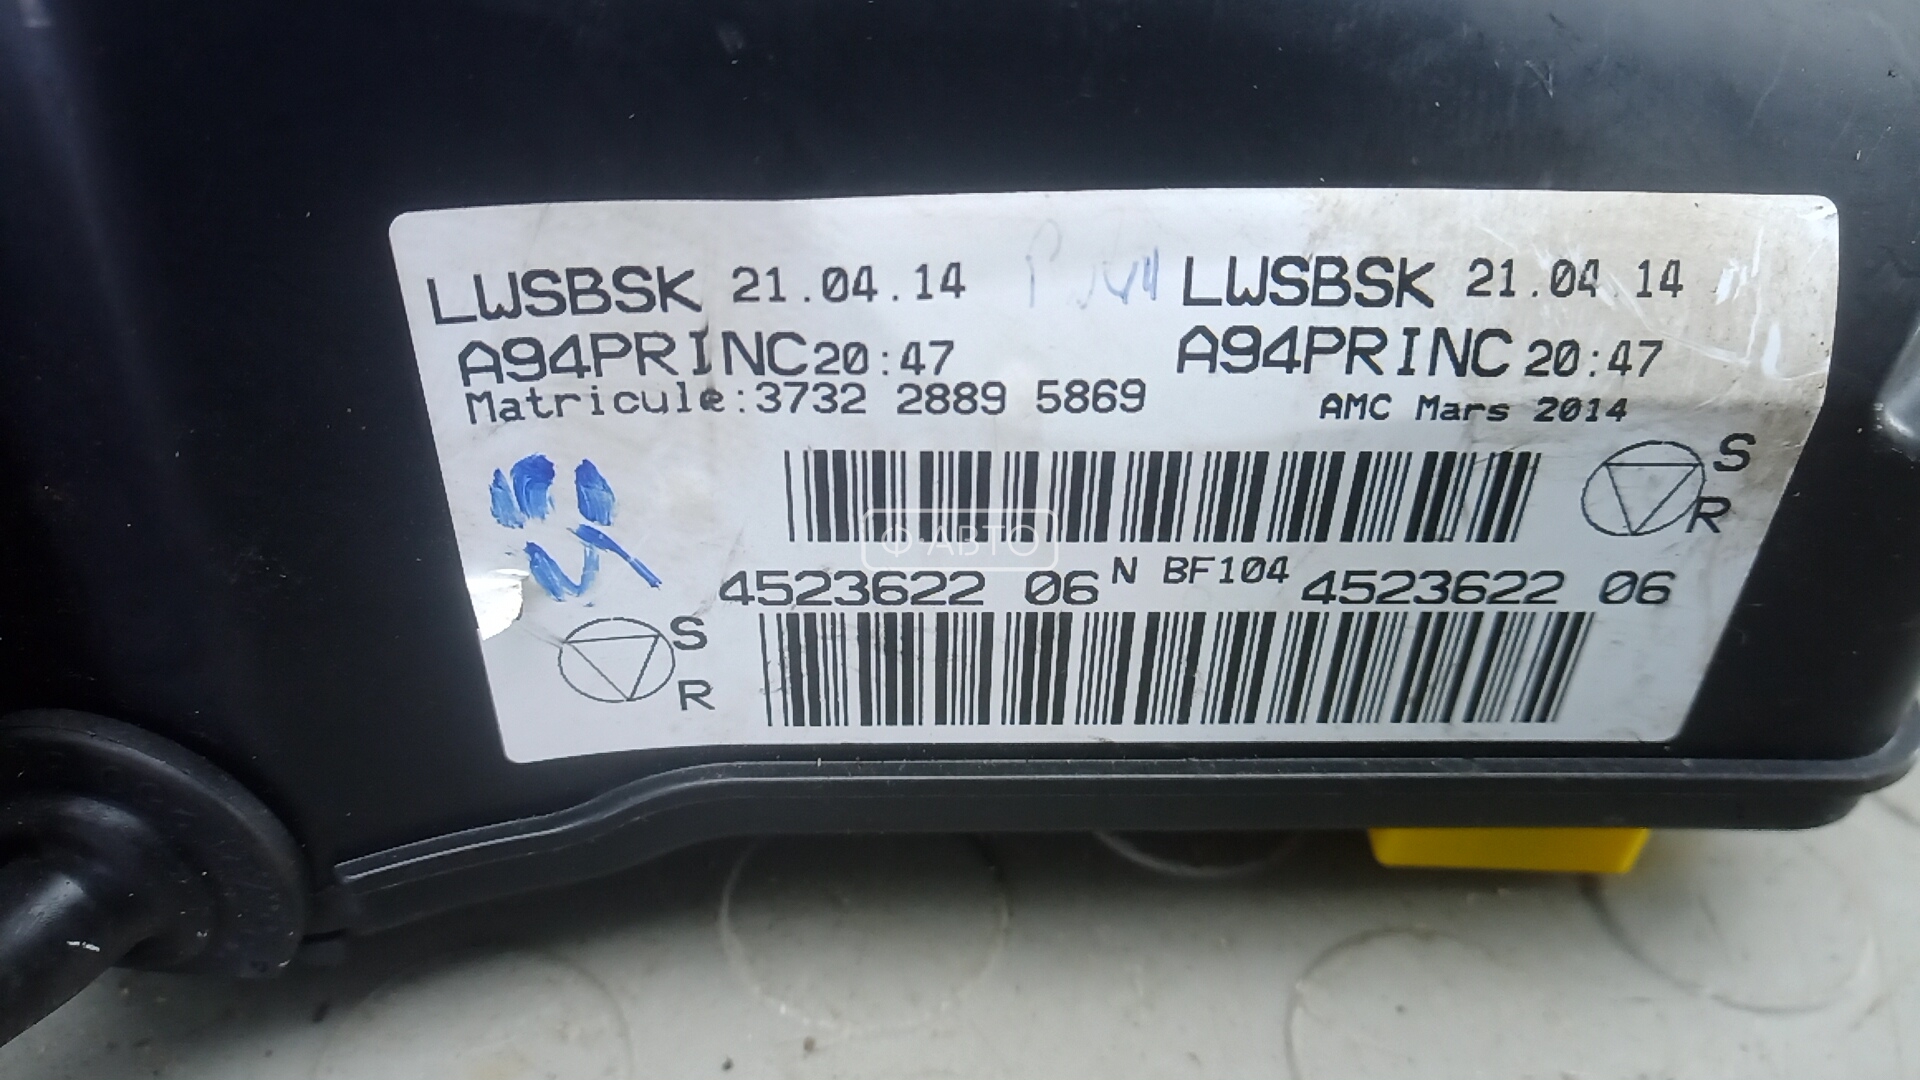 LWSBSK 21.04.14 LWSBSK 21.04.14
A94PRINC 20:47 A94PRINC 20:47
Matricule:3732 2889 5869 AMC Mars 2014
S
R
Ф-АВТО
4523622 06 N BF104 4523622 06
S
R